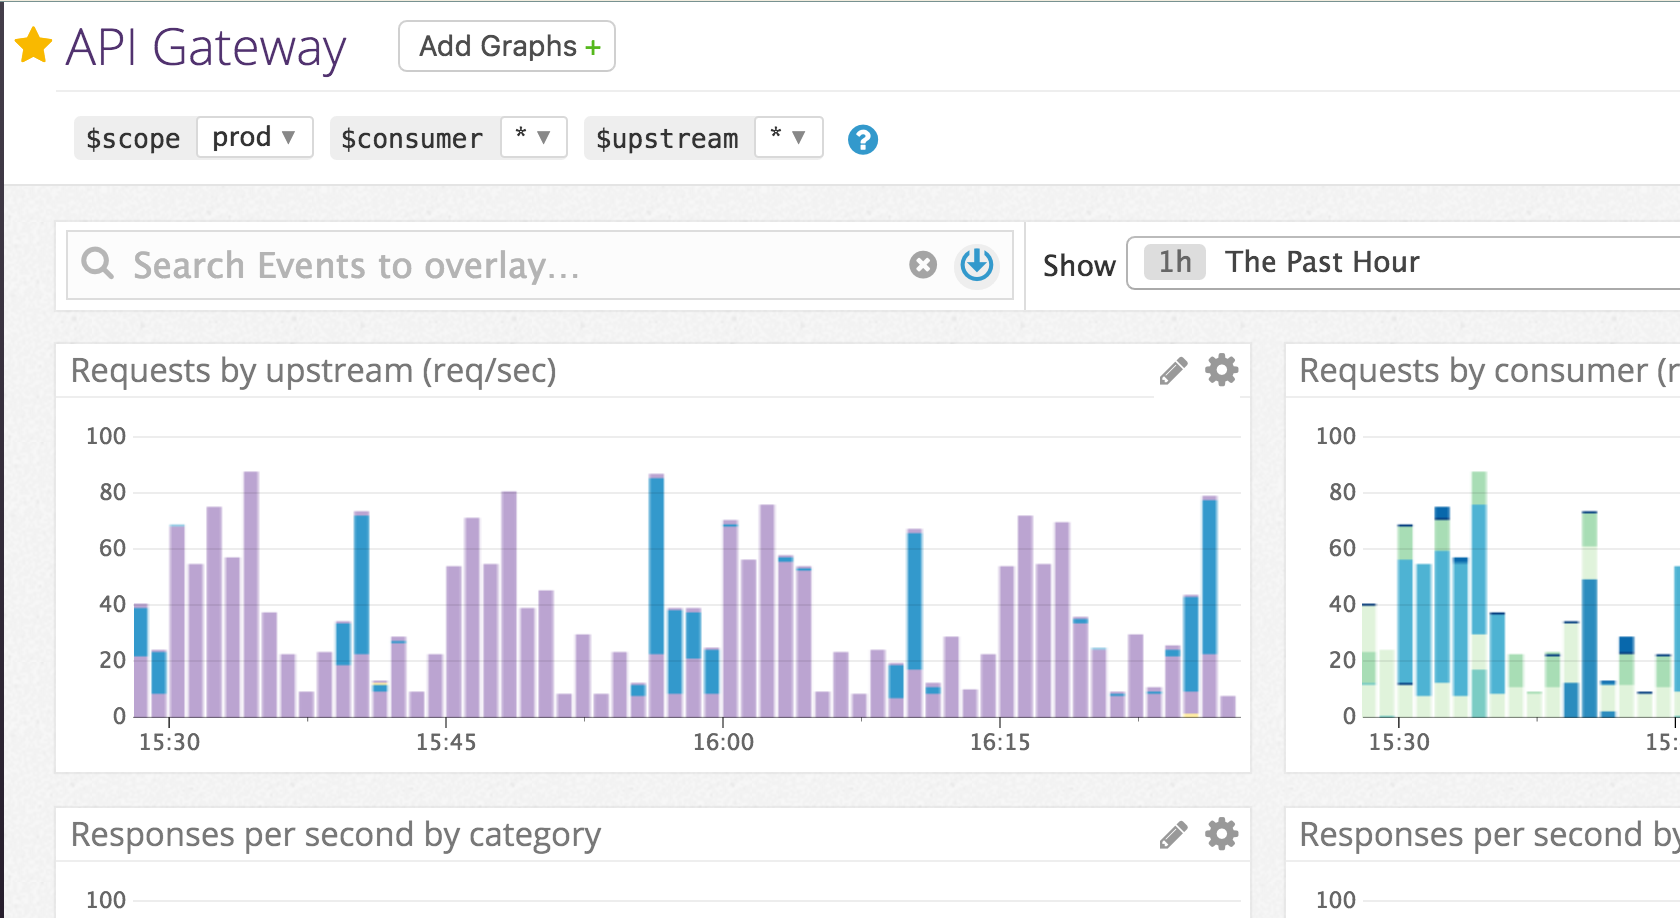 API Gateway
Add Graphs +
$scope prod ▼ $consumer * ▼ $upstream * ▼ ?
Search Events to overlay...
Show 1h The Past Hour
Requests by upstream (req/sec)
100
80
60
40
20
0
15:30 15:45 16:00 16:15
Requests by consumer (r
100
80
60
40
20
0
15:30 15:
Responses per second by category
100
Responses per second by
100